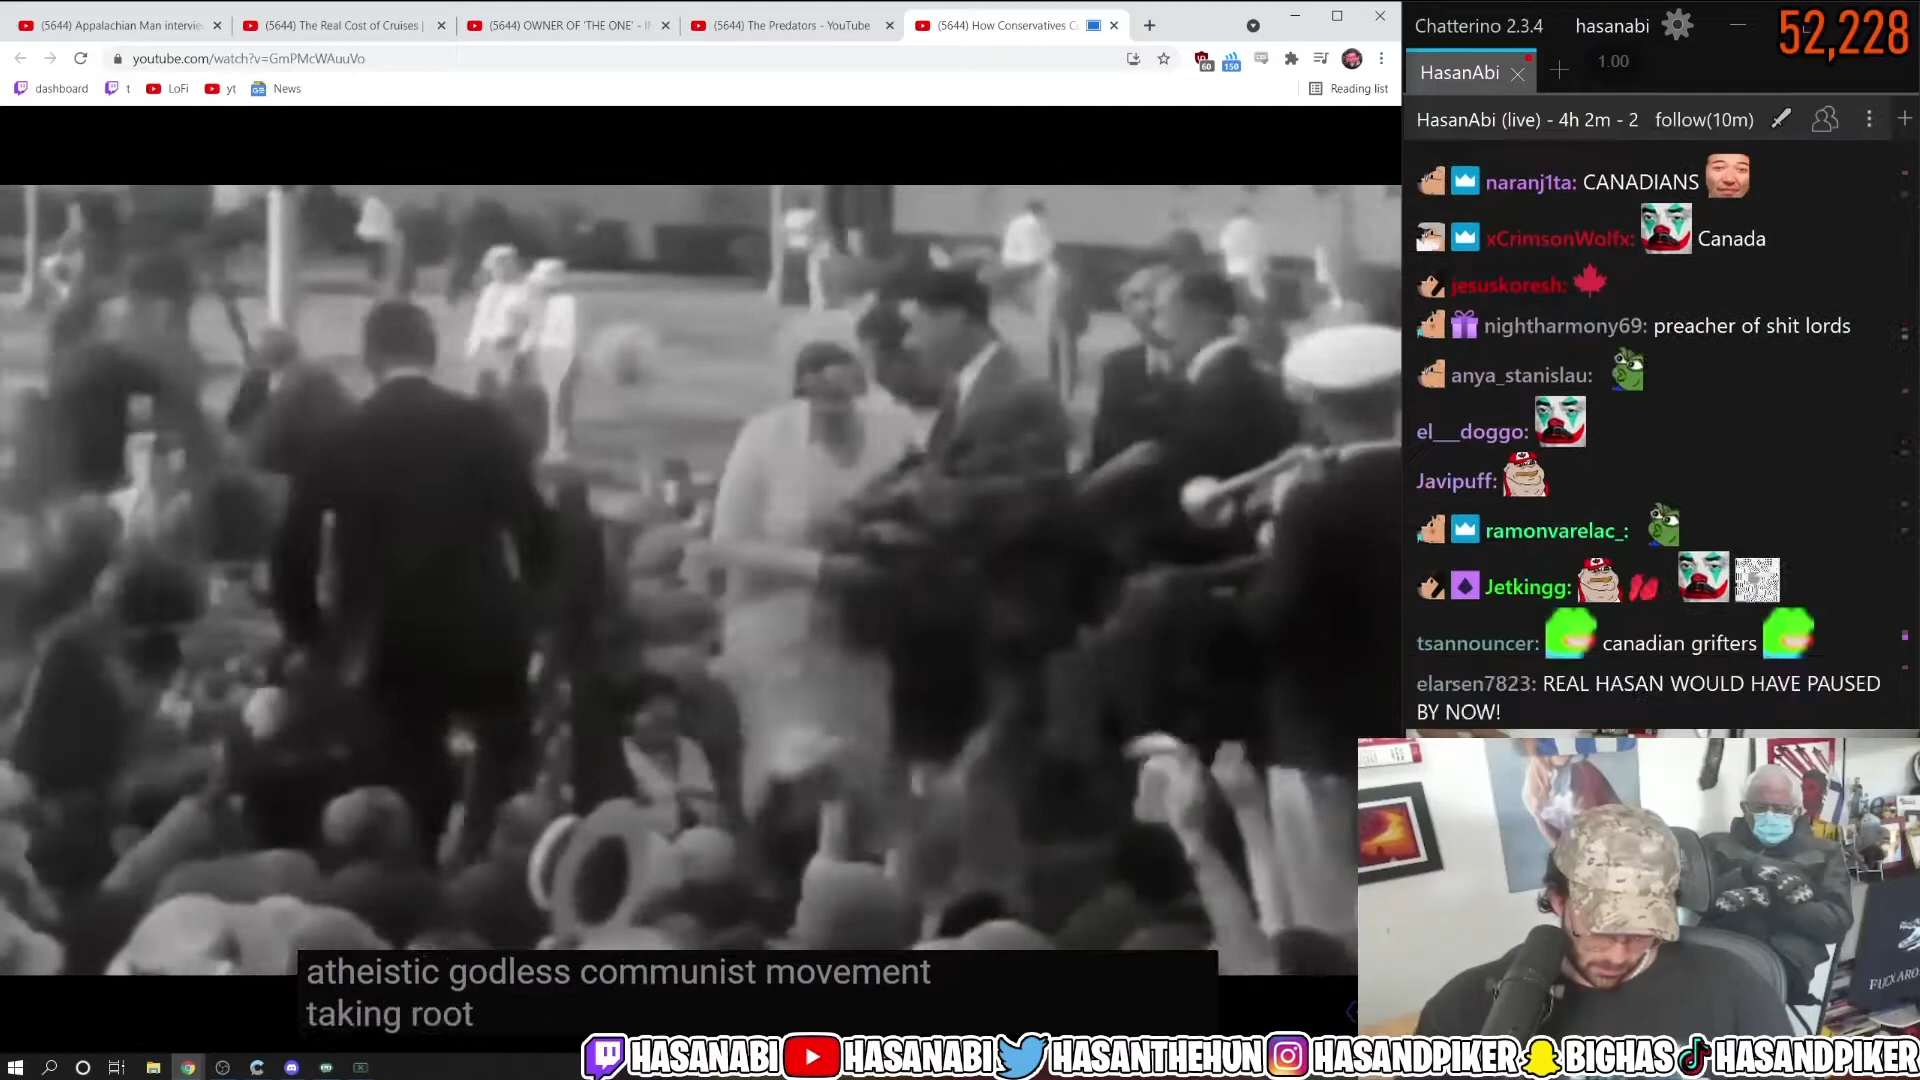 (5644) Appalachian Man intervie
(5644) The Real Cost of Cruises |
(5644) OWNER OF 'THE ONE' - I
(5644) The Predators - YouTube
(5644) How Conservatives C
youtube.com/watch?v=GmPMcWAuuVo
60
150
dashboard
t
LoFi
yt
News
Reading list
Chatterino 2.3.4
hasanabi
52,228
HasanAbi
1.00
HasanAbi (live) - 4h 2m - 2
follow(10m)
naranj1ta: CANADIANS
xCrimsonWolfx: Canada
jesuskoresh:
nightharmony69: preacher of shit lords
anya_stanislau:
el___doggo:
Javipuff:
ramonvarelac_:
Jetkingg:
tsannouncer: canadian grifters
elarsen7823: REAL HASAN WOULD HAVE PAUSED
BY NOW!
atheistic godless communist movement
taking root
HASANABI HASANABI HASANTHEHUN HASANDPIKER BIGHAS HASANDPIKER